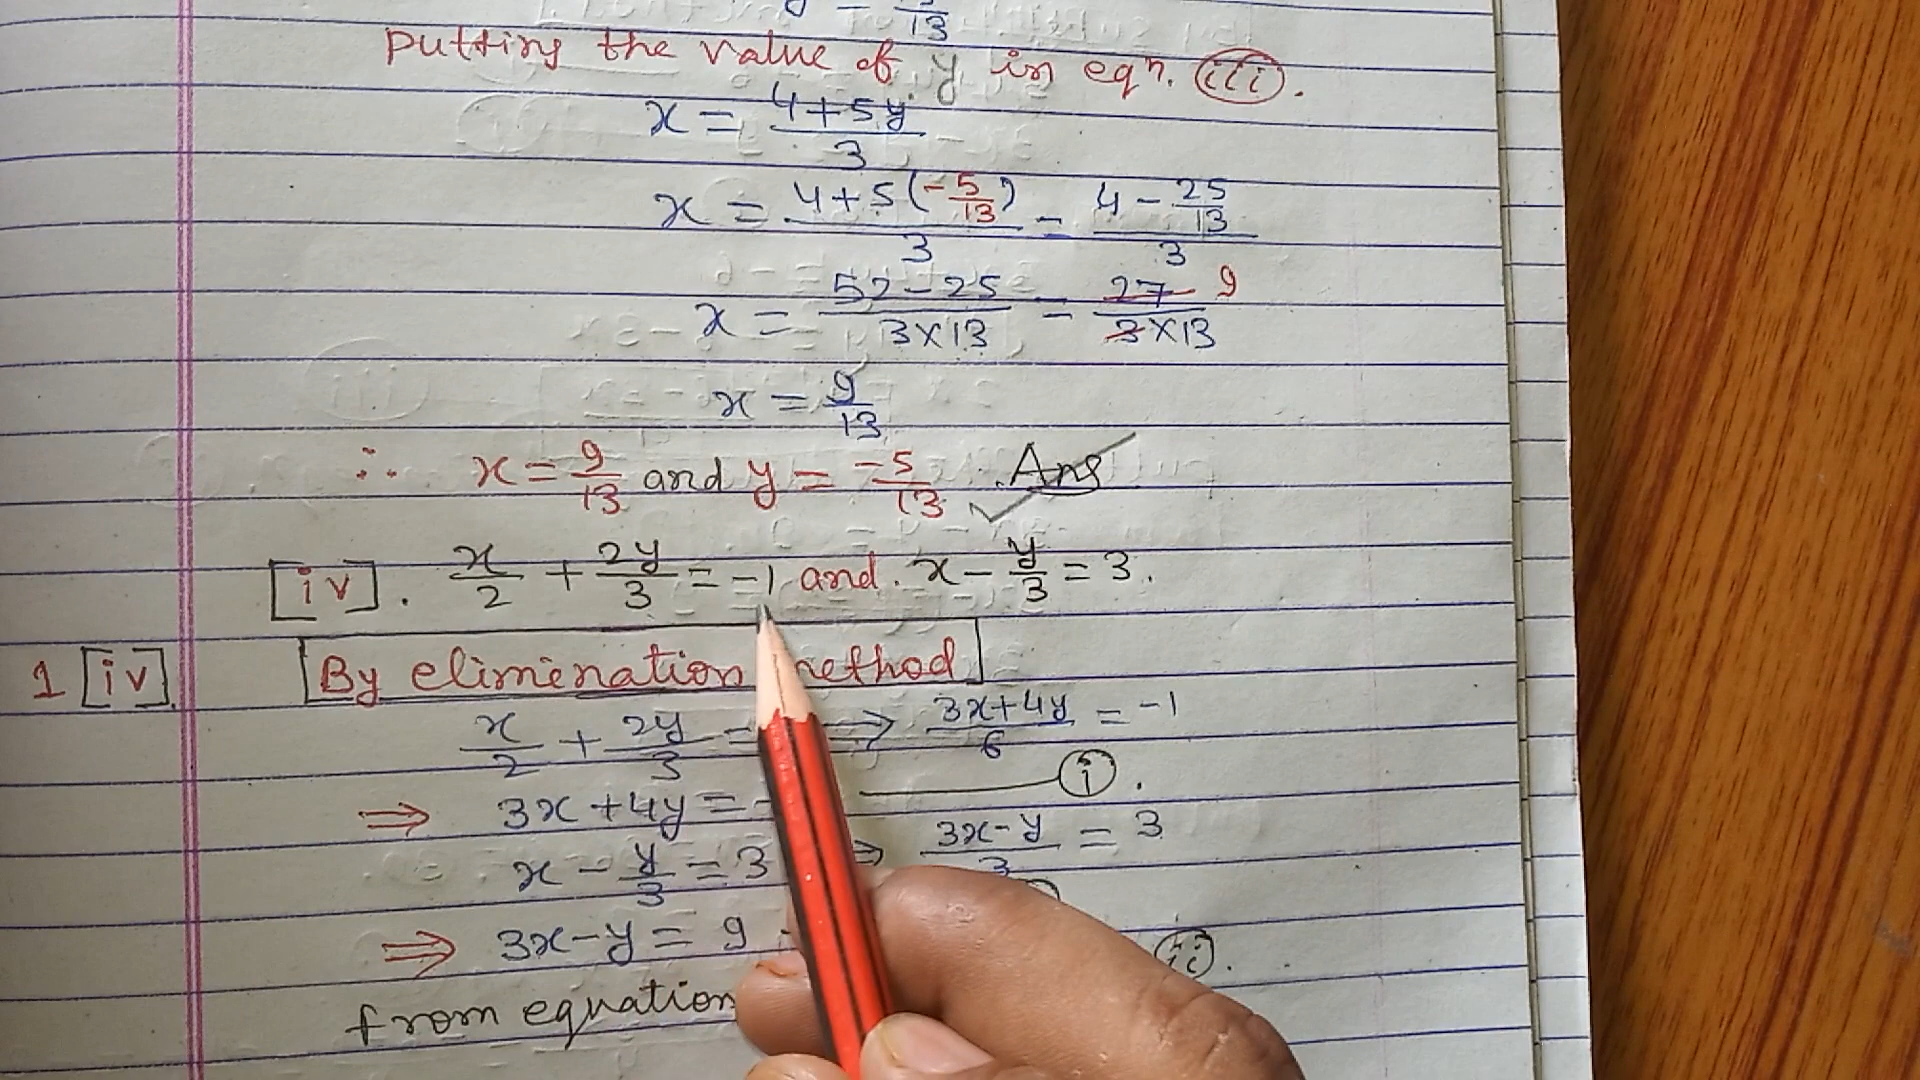 13
Putting the value of y in eqn. (iii).
x = 4+5y/3
x = 4+5(-5/13)/3 = 4-25/13/3
x = 52-25/3×13 = 27/3×13 9
x = 9/13
∴ x = 9/13 and y = -5/13 . Ans
[iv]. x/2 + 2y/3 = -1 and. x - y/3 = 3.
1 [iv]. By elimination method
x/2 + 2y/3 = ⇒ 3x+4y/6 = -1
⇒ 3x+4y = - (i).
x - y/3 = 3 ⇒ 3x-y/3 = 3
⇒ 3x-y = 9 (ii).
from equation